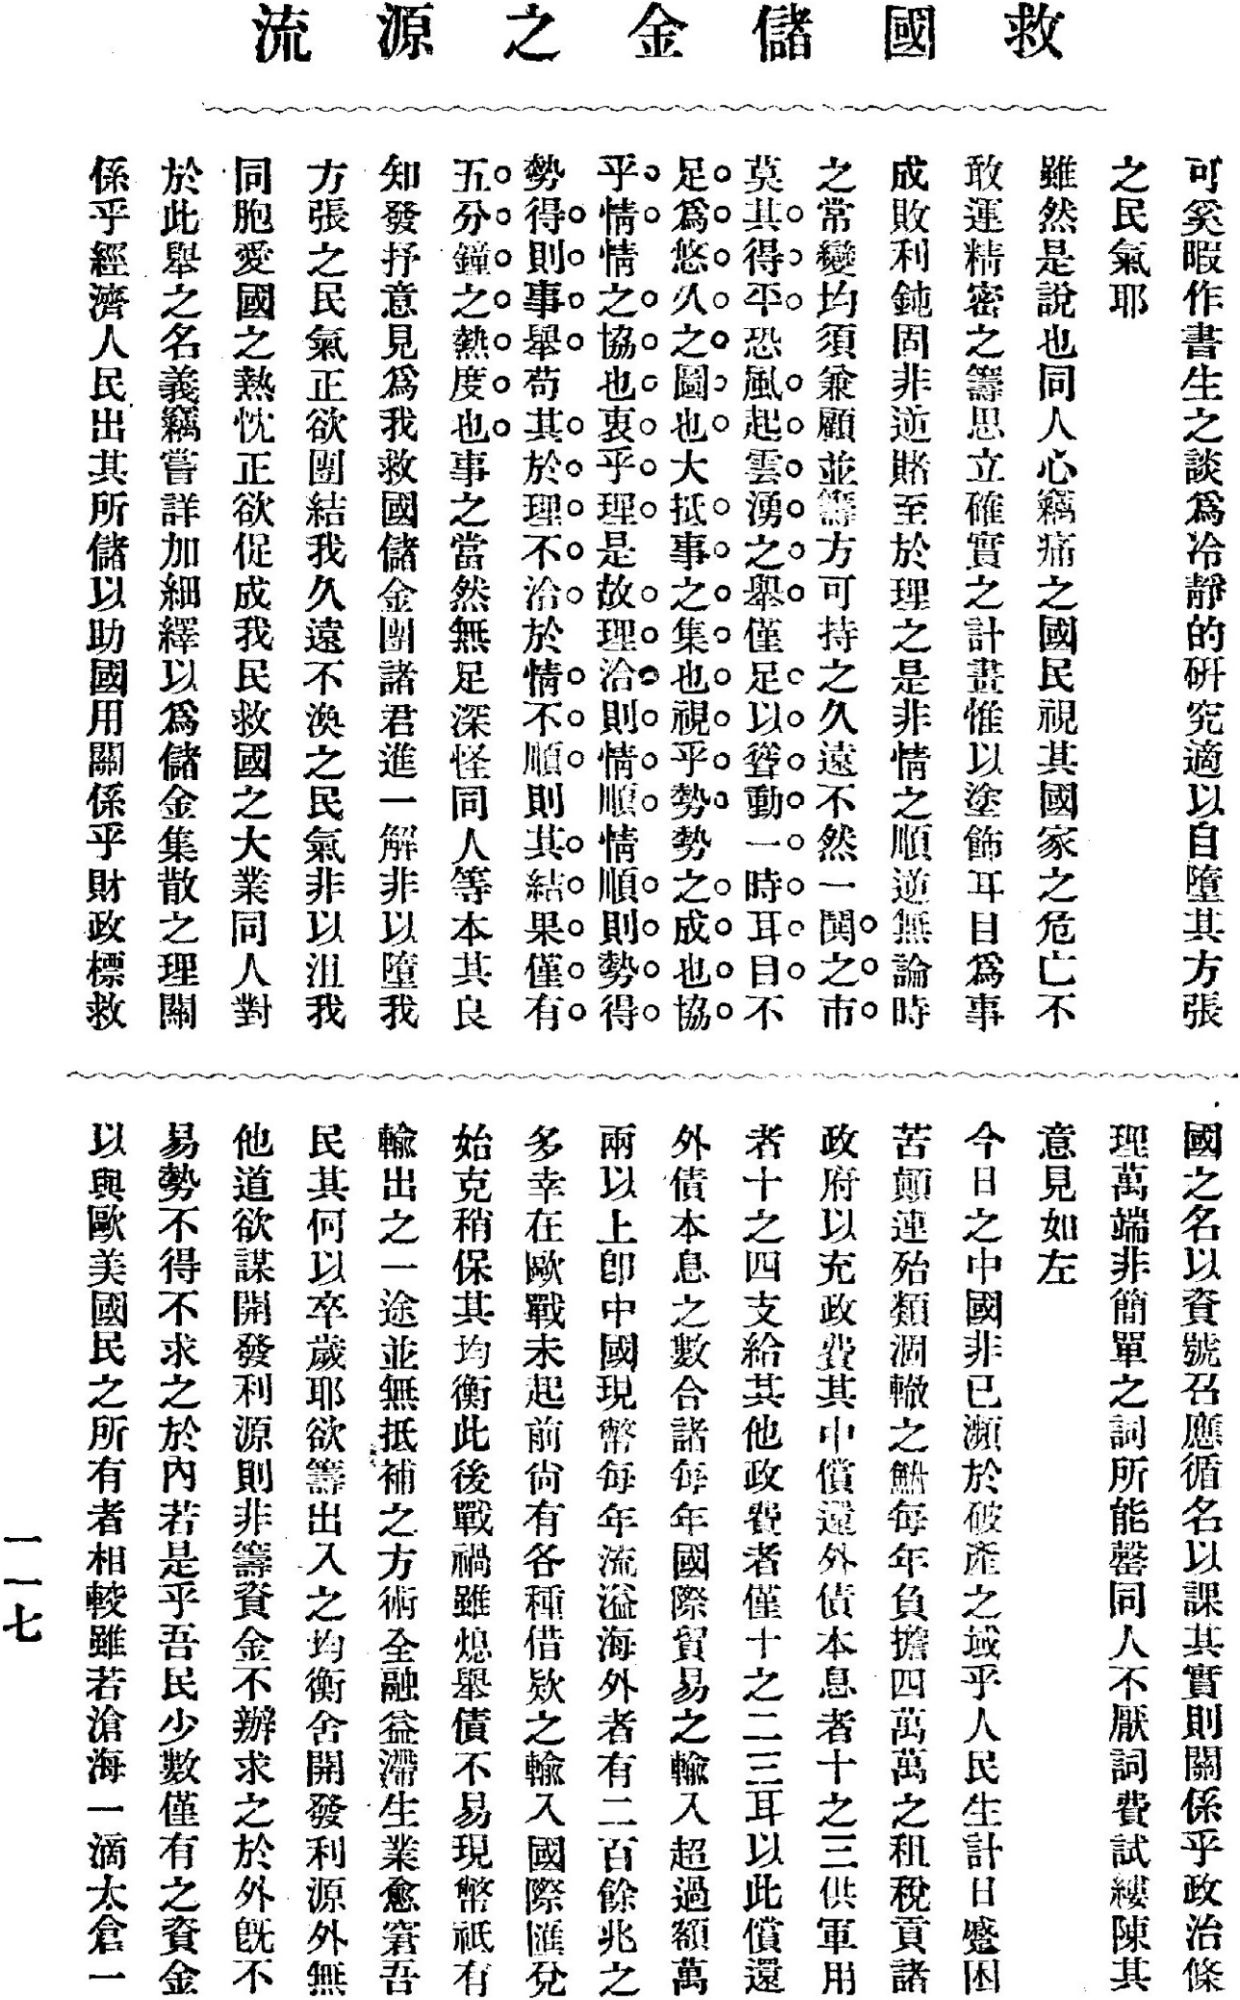 救國儲金之源流
可奚暇作書生之談爲冷靜的研究適以自墮其方張
之民氣耶
雖然是說也同人心竊痛之國民視其國家之危亡不
敢運精密之籌思立確實之計畫惟以塗飾耳目爲事
成敗利鈍固非逆賭至於理之是非情之順逆無論時
之常變均須兼顧並籌方可持之久遠不然一鬨之市
莫其得平恐風起雲湧之舉僅足以聳動一時耳目不
足爲悠久之圖也大抵事之集也視乎勢勢之成也協
乎情情之協也衷乎理是故理洽則情順情順則勢得
勢得則事舉苟其於理不洽於情不順則其結果僅有
五分鐘之熱度也事之當然無足深怪同人等本其良
知發抒意見爲我救國儲金團諸君進一解非以墮我
方張之民氣正欲團結我久遠不渙之民氣非以沮我
同胞愛國之熱忱正欲促成我民救國之大業同人對
於此舉之名義竊嘗詳加細繹以爲儲金集散之理關
係乎經濟人民出其所儲以助國用關係乎財政標救
國之名以資號召應循名以課其實則關係乎政治條
理萬端非簡單之詞所能罄同人不厭詞費試縷陳其
意見如左
今日之中國非已瀕於破產之域乎人民生計日蹙困
苦顚連殆類涸轍之鮒每年負擔四萬萬之租稅貢諸
政府以充政費其中償還外債本息者十之三供軍用
者十之四支給其他政費者僅十之二三耳以此償還
外債本息之數合諸每年國際貿易之輸入超過額萬
兩以上卽中國現幣每年流溢海外者有二百餘兆之
多幸在歐戰未起前尙有各種借欵之輸入國際匯兌
始克稍保其均衡此後戰禍雖熄舉債不易現幣祇有
輸出之一途並無抵補之方術全融益滯生業愈窘吾
民其何以卒歲耶欲籌出入之均衡舍開發利源外無
他道欲謀開發利源則非籌資金不辦求之於外旣不
易勢不得不求之於內若是乎吾民少數僅有之資金
以與歐美國民之所有者相較雖若滄海一滴太倉一
一一七